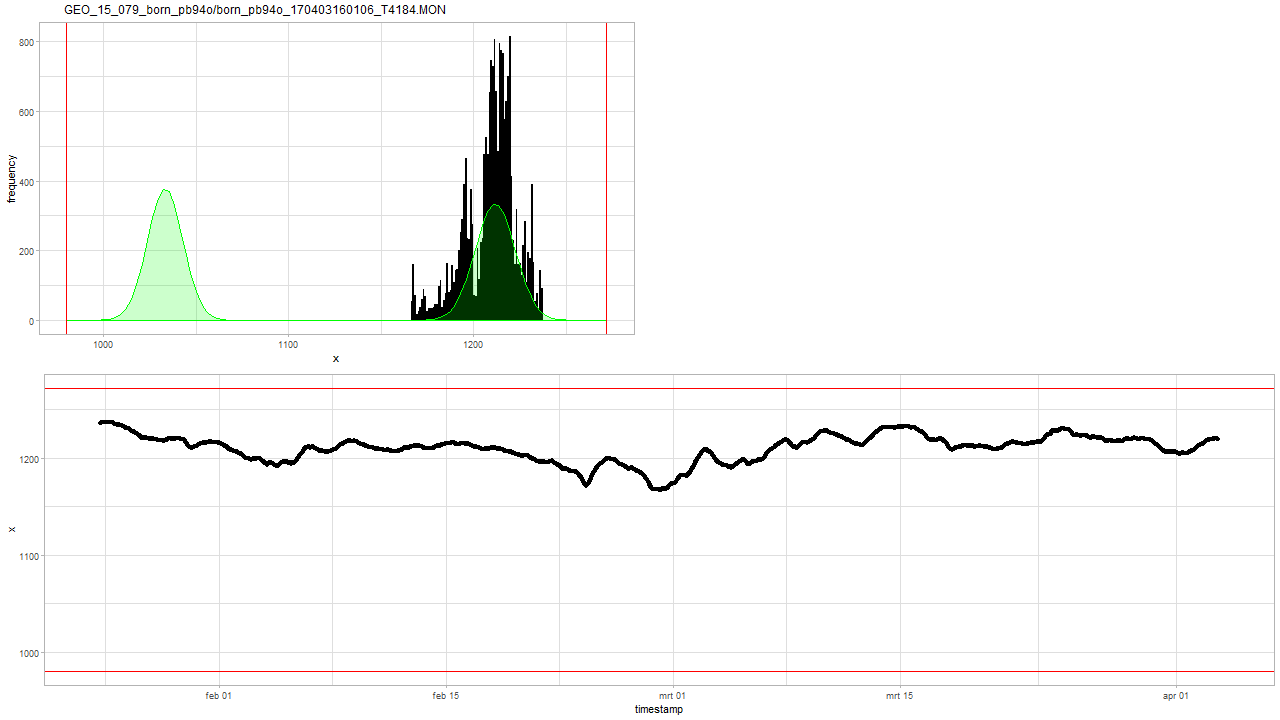 GEO_15_079_born_pb94o/born_pb94o_170403160106_T4184.MON
800
600
400
200
0
frequency
1000 1100 1200
x
1200
1100
1000
x
feb 01 feb 15 mrt 01 mrt 15 apr 01
timestamp